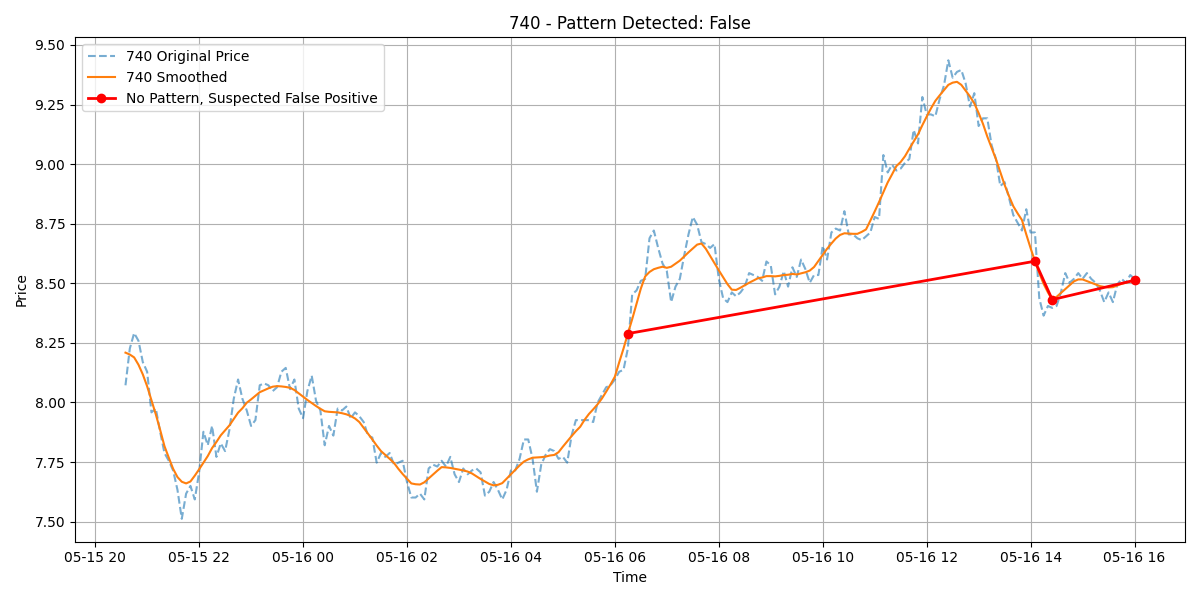 740 - Pattern Detected: False
740 Original Price
740 Smoothed
No Pattern, Suspected False Positive
Price
9.50
9.25
9.00
8.75
8.50
8.25
8.00
7.75
7.50
05-15 20 05-15 22 05-16 00 05-16 02 05-16 04 05-16 06 05-16 08 05-16 10 05-16 12 05-16 14 05-16 16
Time